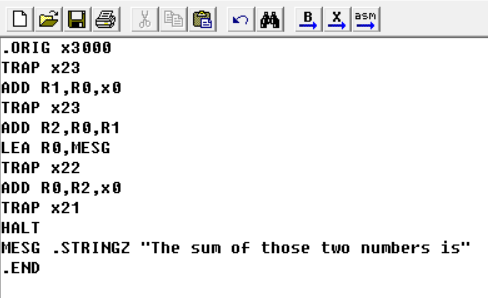 B X asm
.ORIG x3000
TRAP x23
ADD R1,R0,x0
TRAP x23
ADD R2,R0,R1
LEA R0,MESG
TRAP x22
ADD R0,R2,x0
TRAP x21
HALT
MESG .STRINGZ "The sum of those two numbers is"
.END